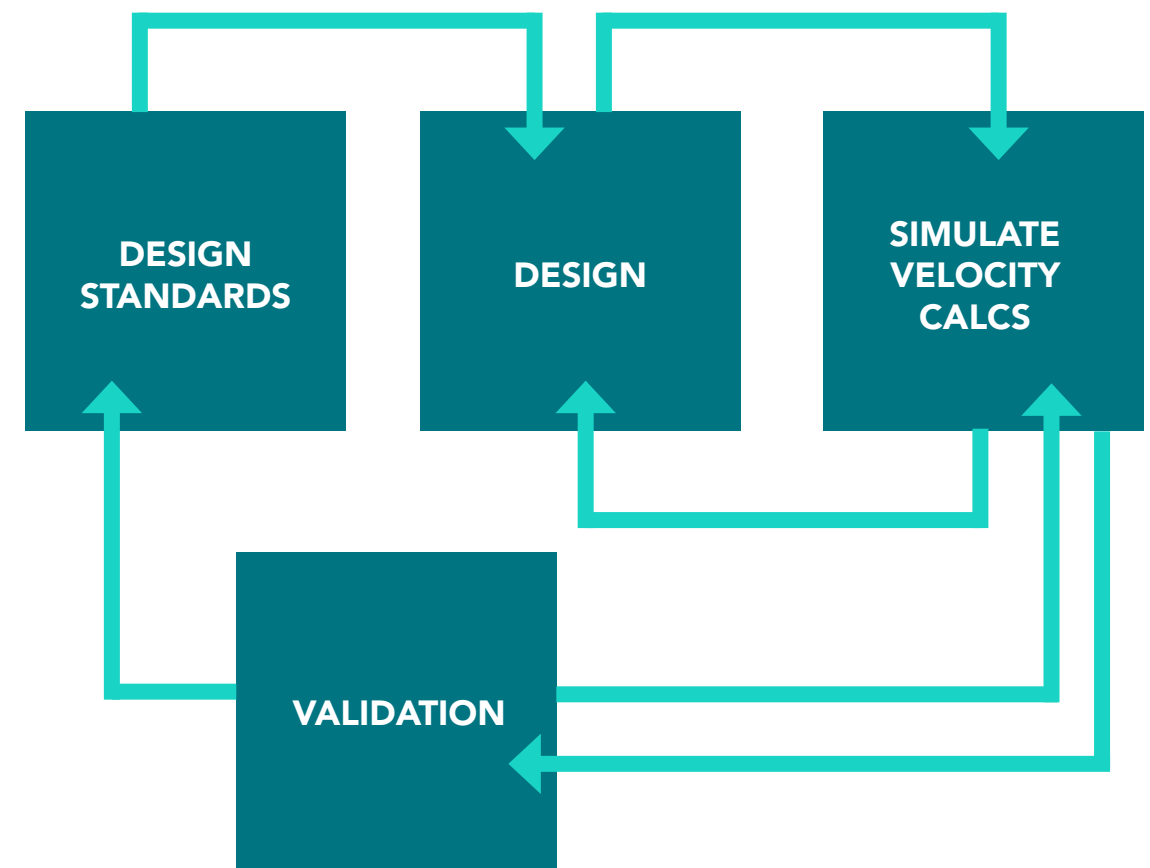 DESIGN
STANDARDS
DESIGN
SIMULATE
VELOCITY
CALCS
VALIDATION